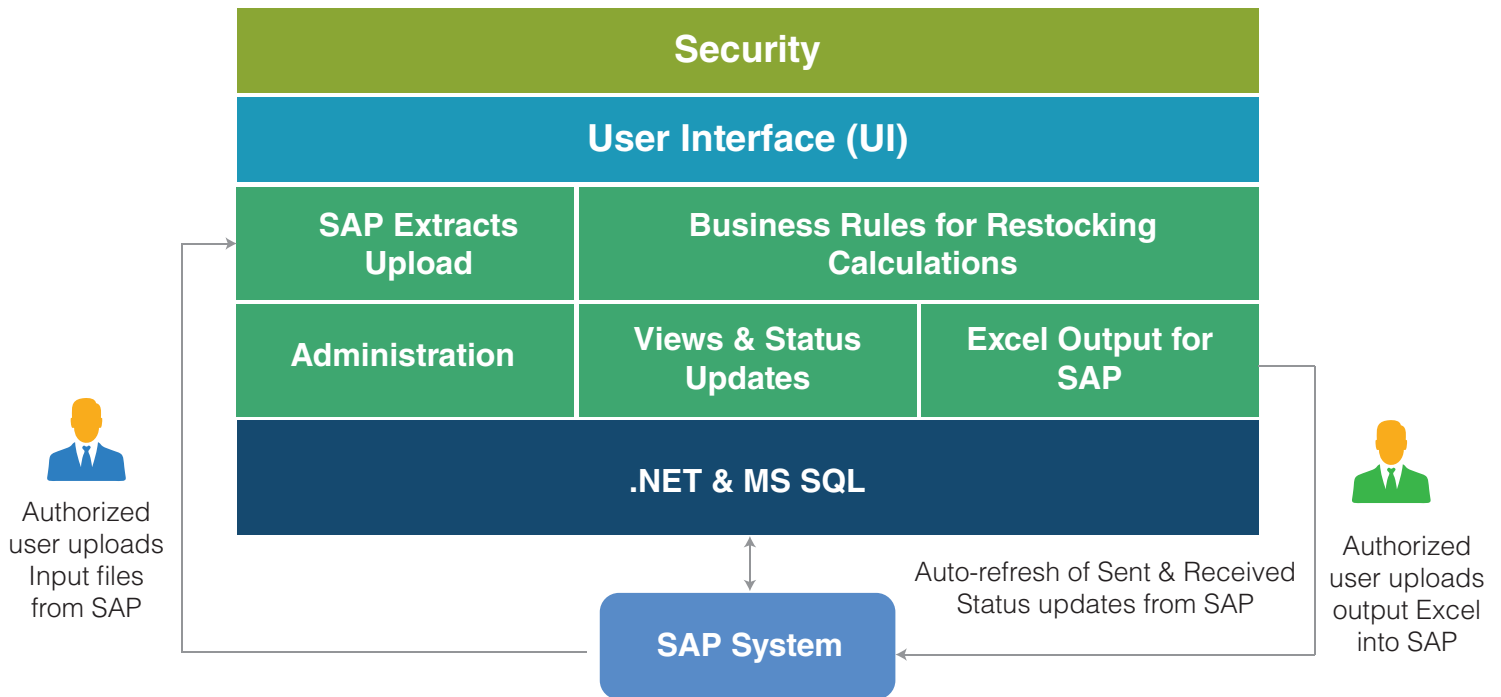 Security
User Interface (UI)
SAP Extracts
Upload
Business Rules for Restocking
Calculations
Administration
Views & Status
Updates
Excel Output for
SAP
.NET & MS SQL
Authorized
user uploads
Input files
from SAP
Auto-refresh of Sent & Received
Status updates from SAP
Authorized
user uploads
output Excel
into SAP
SAP System